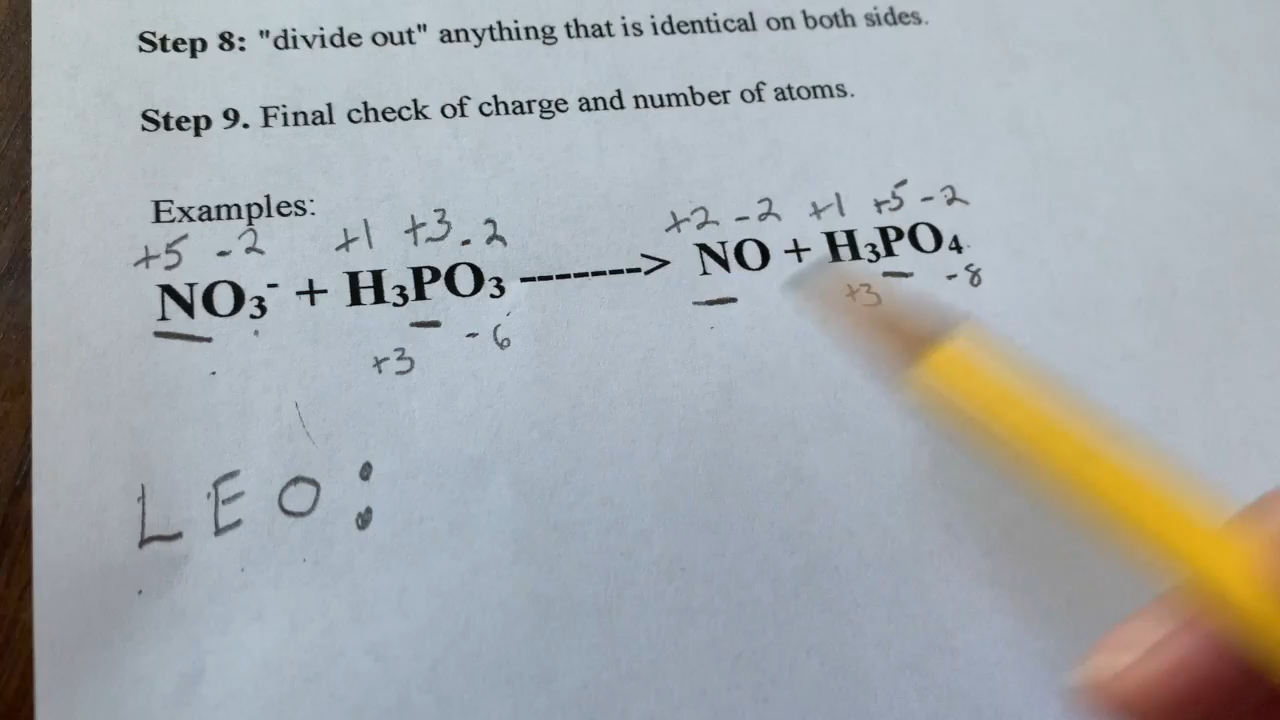 Step 8: "divide out" anything that is identical on both sides.
Step 9. Final check of charge and number of atoms.
Examples:
+5 -2 +1 +3 -2 +2 -2 +1 +5 -2
NO₃⁻ + H₃PO₃ -------> NO + H₃PO₄
+3 -6 +3 -8
LEO: